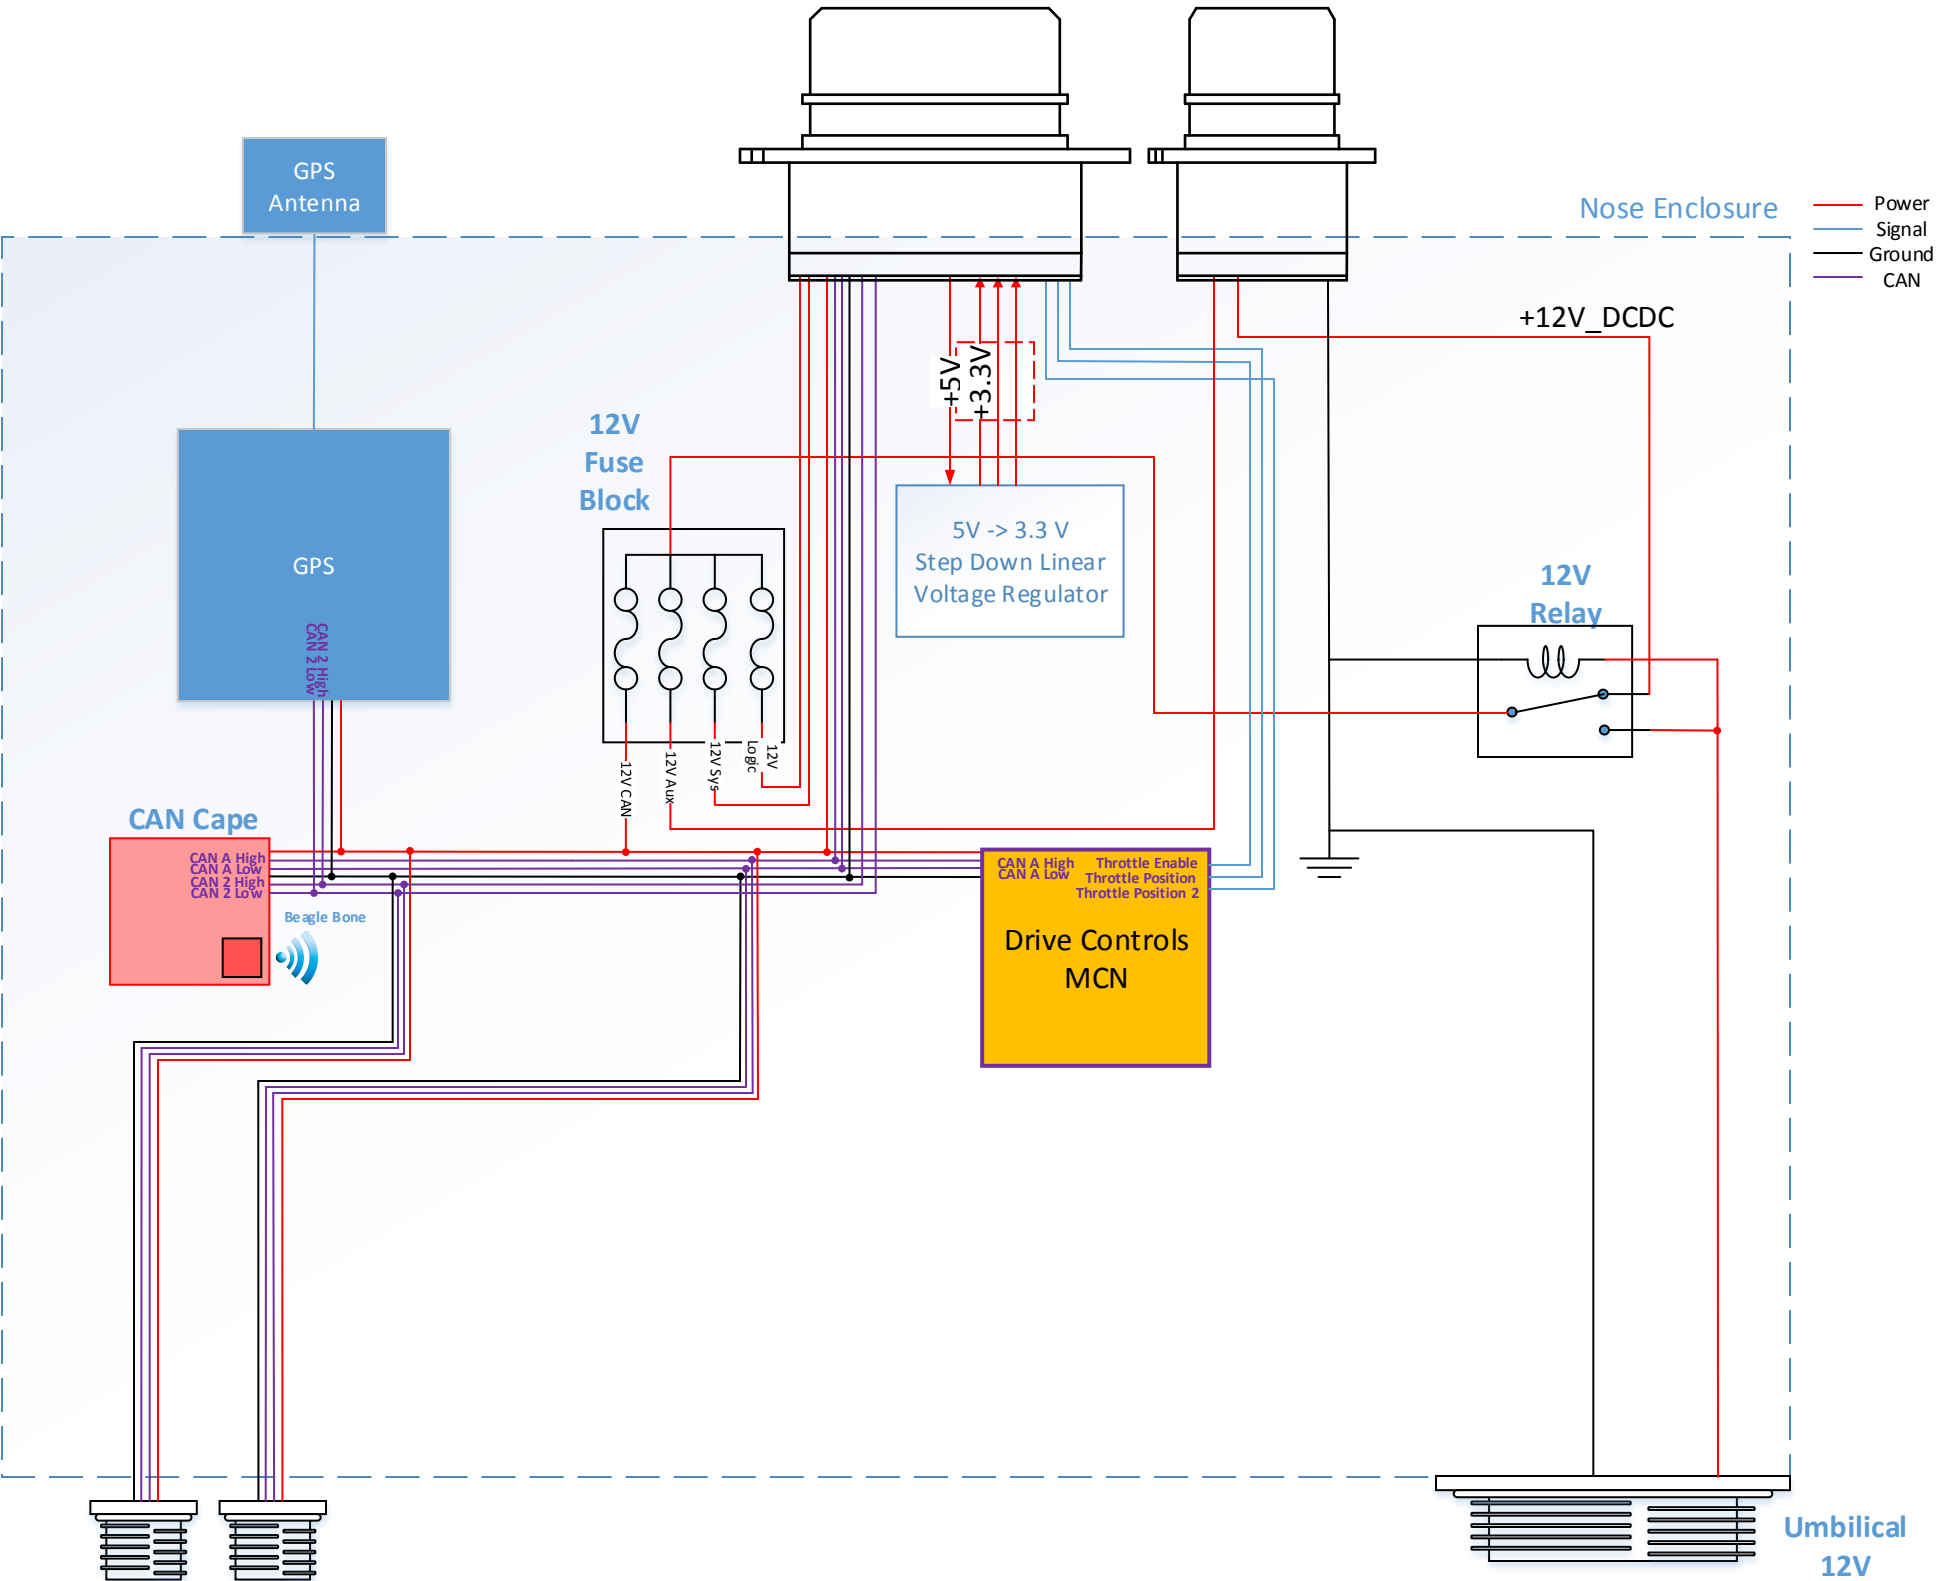 GPS
Antenna
Nose Enclosure
Power
Signal
Ground
CAN
+12V_DCDC
+5V
+3.3V
12V
Fuse
Block
5V -> 3.3 V
Step Down Linear
Voltage Regulator
GPS
CAN 2 High
CAN 2 Low
12V
Relay
12V CAN
12V Aux
12V Sys
12V
Logic
CAN Cape
CAN A High
CAN A Low
CAN 2 High
CAN 2 Low
Beagle Bone
CAN A High
CAN A Low
Throttle Enable
Throttle Position
Throttle Position 2
Drive Controls
MCN
Umbilical
12V